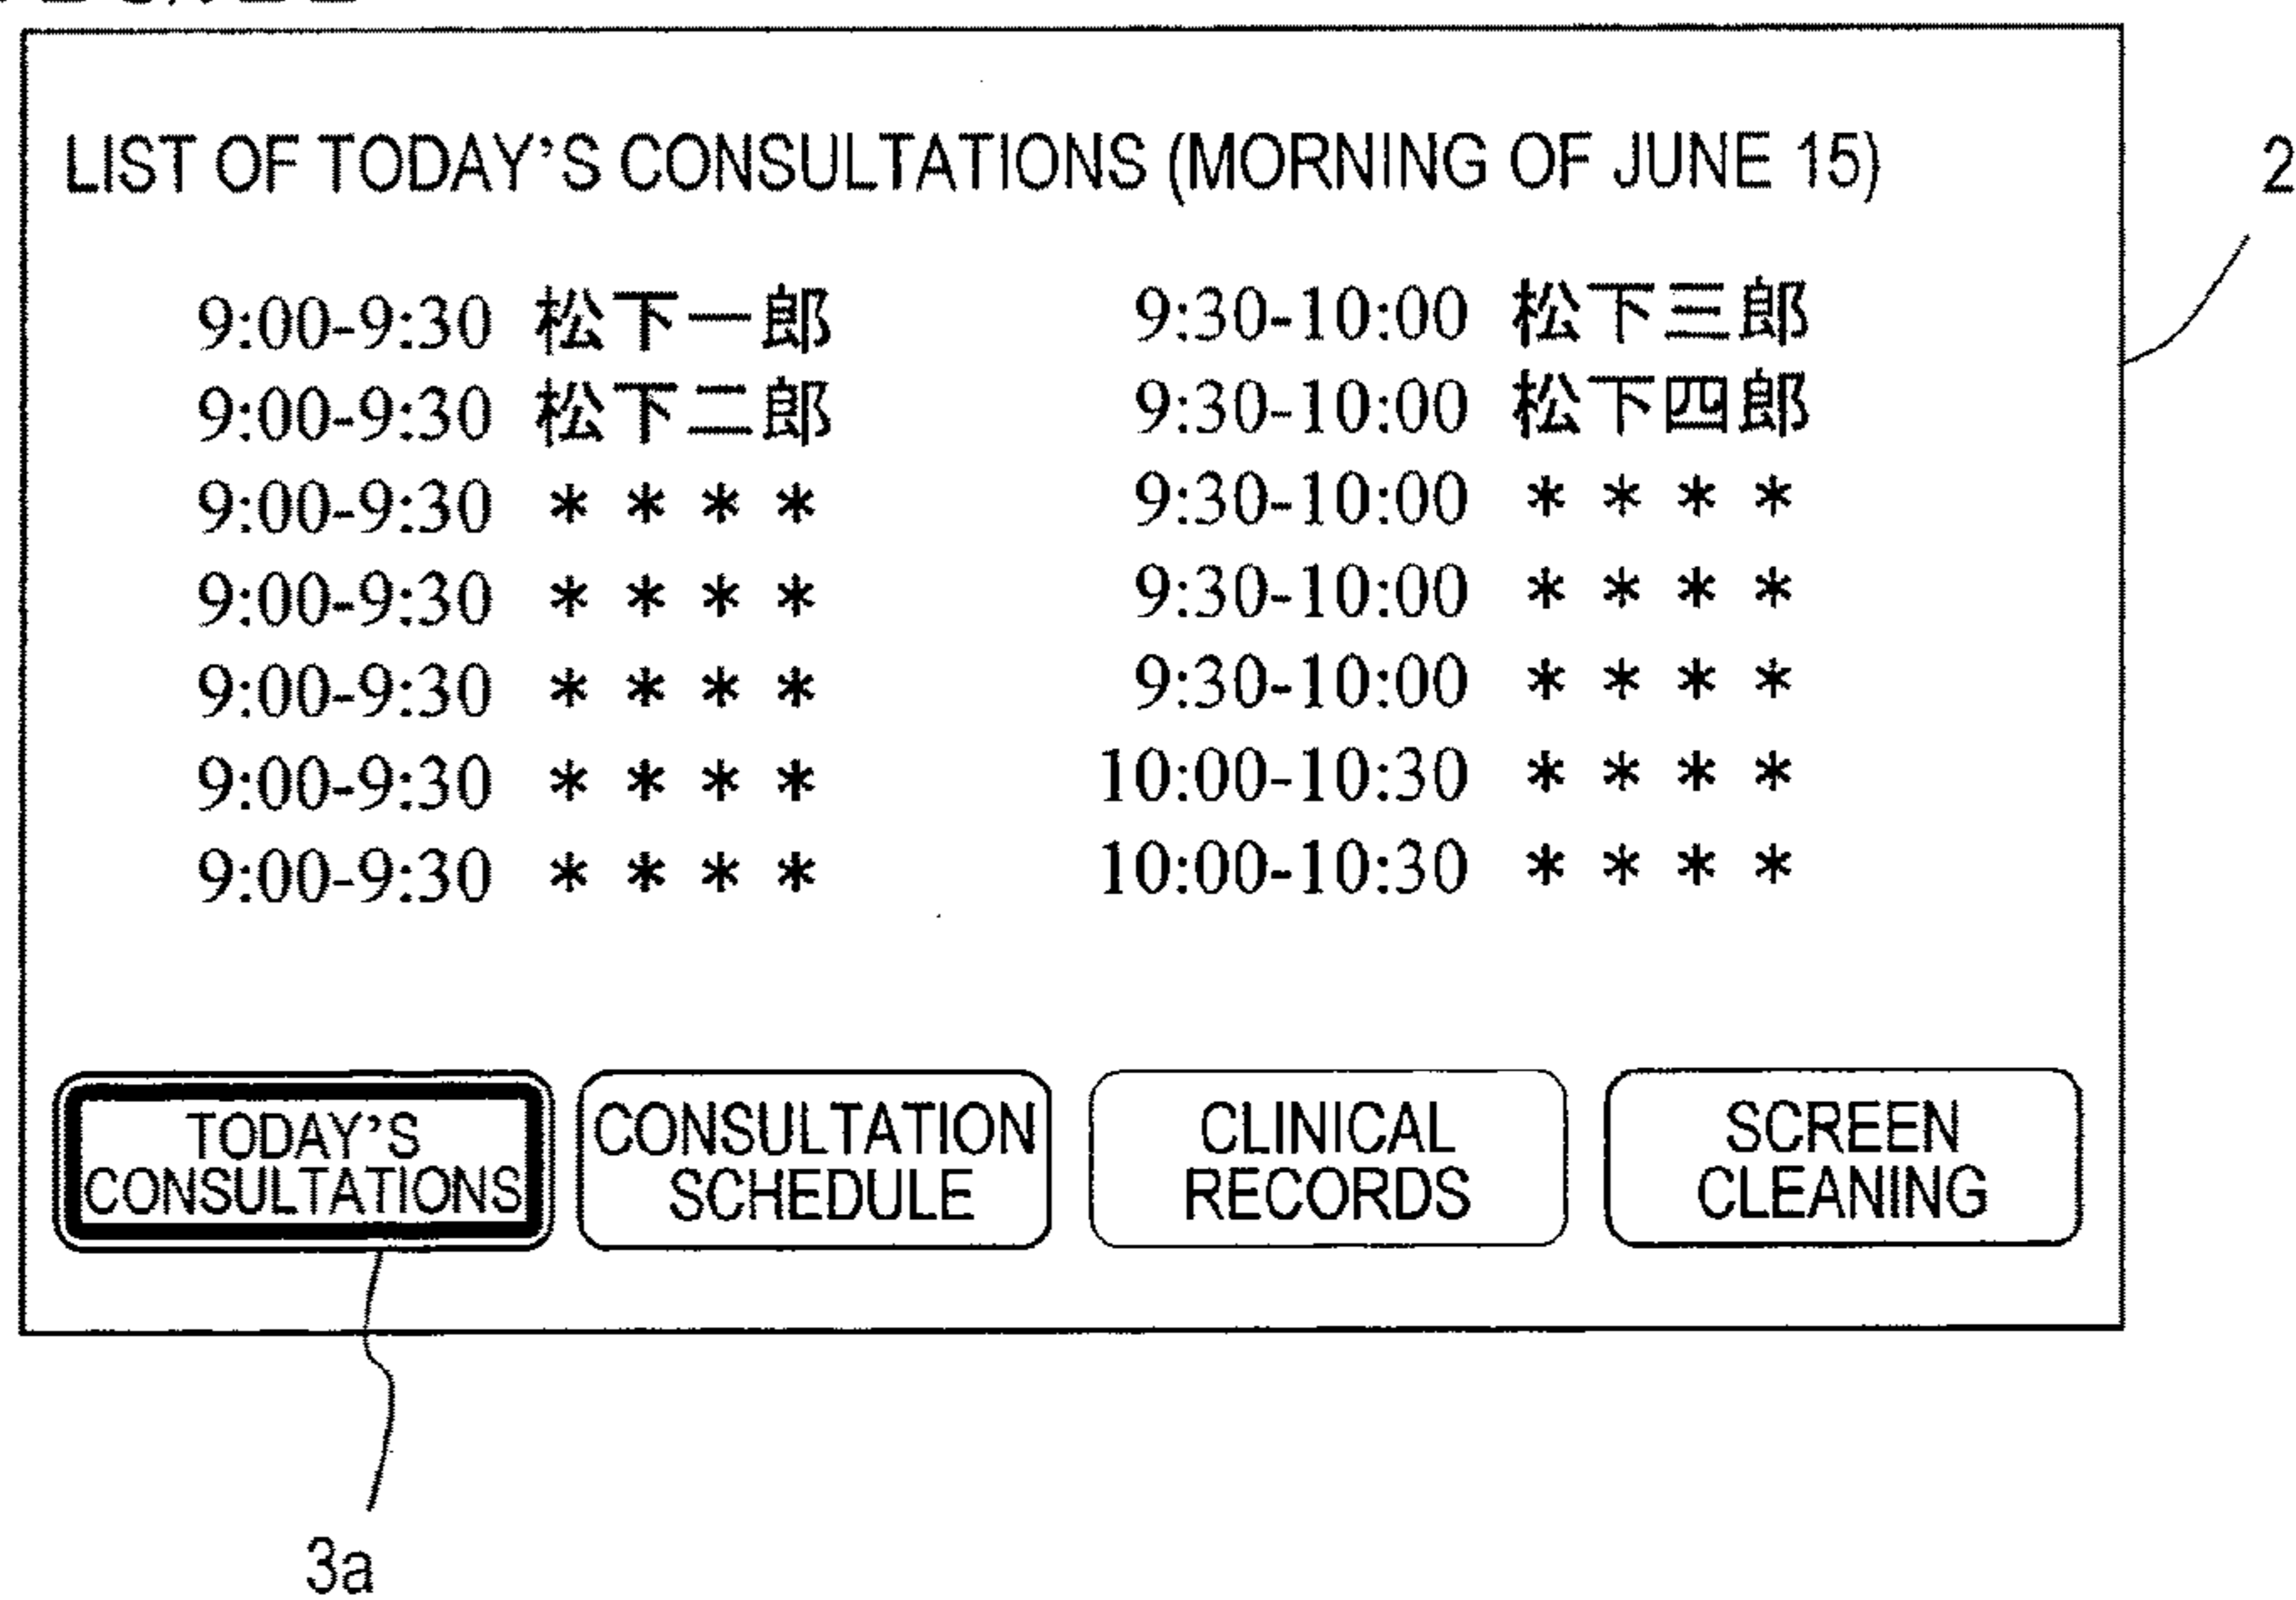 LIST OF TODAY'S CONSULTATIONS (MORNING OF JUNE 15)
2
9:00-9:30 松下一郎
9:00-9:30 松下二郎
9:00-9:30 * * * *
9:00-9:30 * * * *
9:00-9:30 * * * *
9:00-9:30 * * * *
9:00-9:30 * * * *
9:30-10:00 松下三郎
9:30-10:00 松下四郎
9:30-10:00 * * * *
9:30-10:00 * * * *
9:30-10:00 * * * *
10:00-10:30 * * * *
10:00-10:30 * * * *
TODAY'S
CONSULTATIONS
CONSULTATION
SCHEDULE
CLINICAL
RECORDS
SCREEN
CLEANING
3a